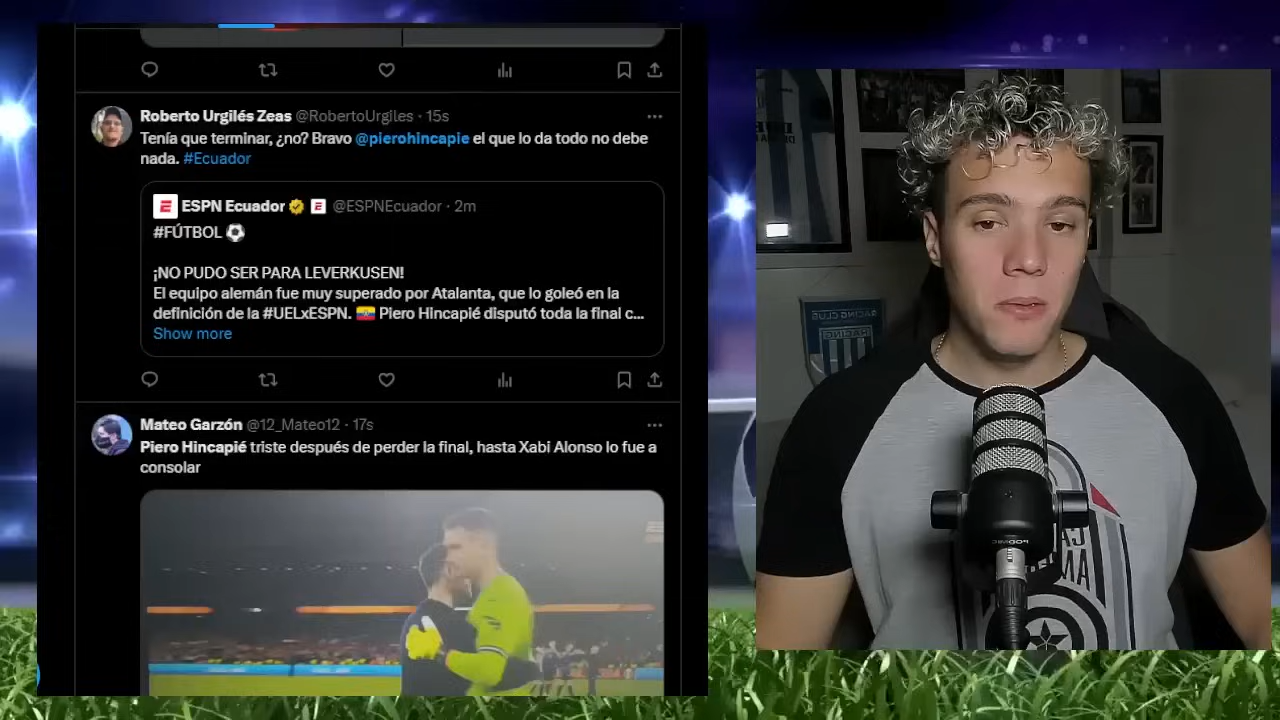 Roberto Urgilés Zeas @RobertoUrgiles · 15s
Tenía que terminar, ¿no? Bravo @pierohincapie el que lo da todo no debe
nada. #Ecuador
ESPN Ecuador @ESPNEcuador · 2m
#FÚTBOL
¡NO PUDO SER PARA LEVERKUSEN!
El equipo alemán fue muy superado por Atalanta, que lo goleó en la
definición de la #UELxESPN. Piero Hincapié disputó toda la final c...
Show more
Mateo Garzón @12_Mateo12 · 17s
Piero Hincapié triste después de perder la final, hasta Xabi Alonso lo fue a
consolar
RACING CLUB
RACING
PODMIC